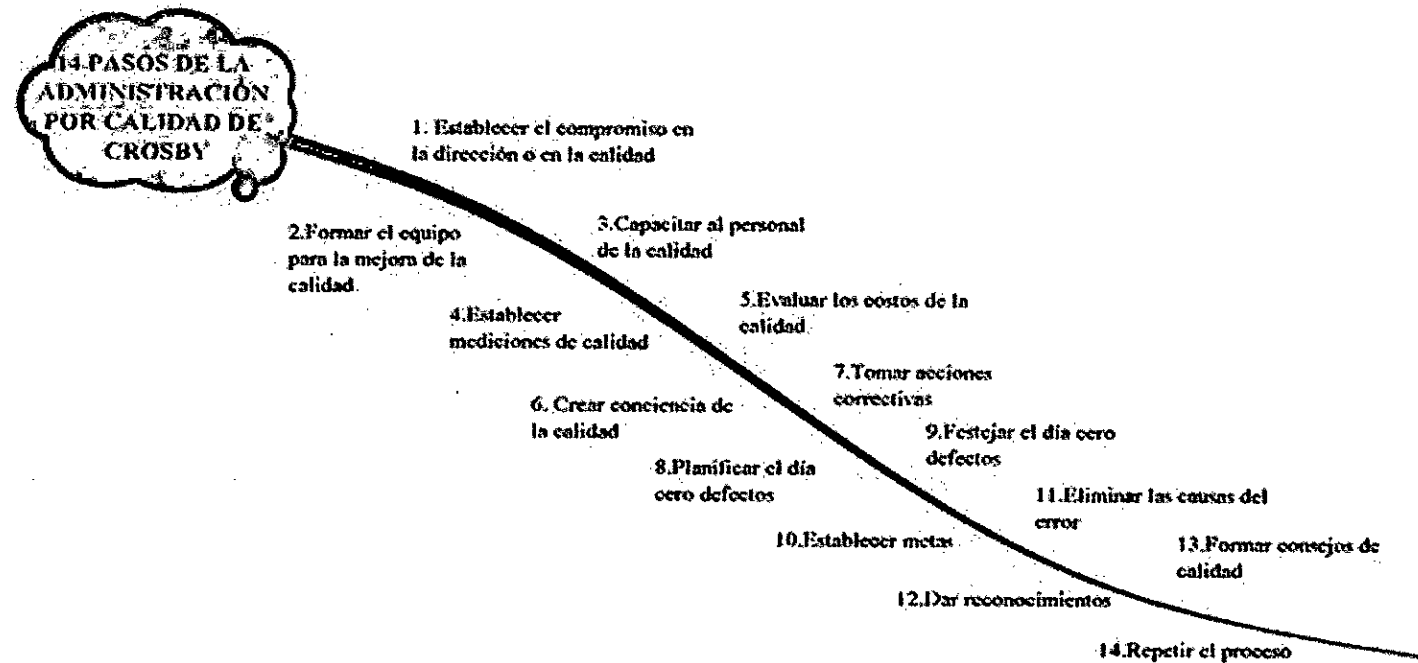 14 PASOS DE LA
ADMINISTRACIÓN
POR CALIDAD DE
CROSBY
1. Establecer el compromiso en
la dirección o en la calidad
2.Formar el equipo
para la mejora de la
calidad.
3.Capacitar al personal
de la calidad
4.Establecer
mediciones de calidad
5.Evaluar los costos de la
calidad.
6. Crear conciencia de
la calidad
7.Tomar acciones
correctivas
8.Planificar el día
cero defectos
9.Festejar el día cero
defectos
10.Establecer metas
11.Eliminar las causas del
error
12.Dar reconocimientos
13.Formar consejos de
calidad
14.Repetir el proceso